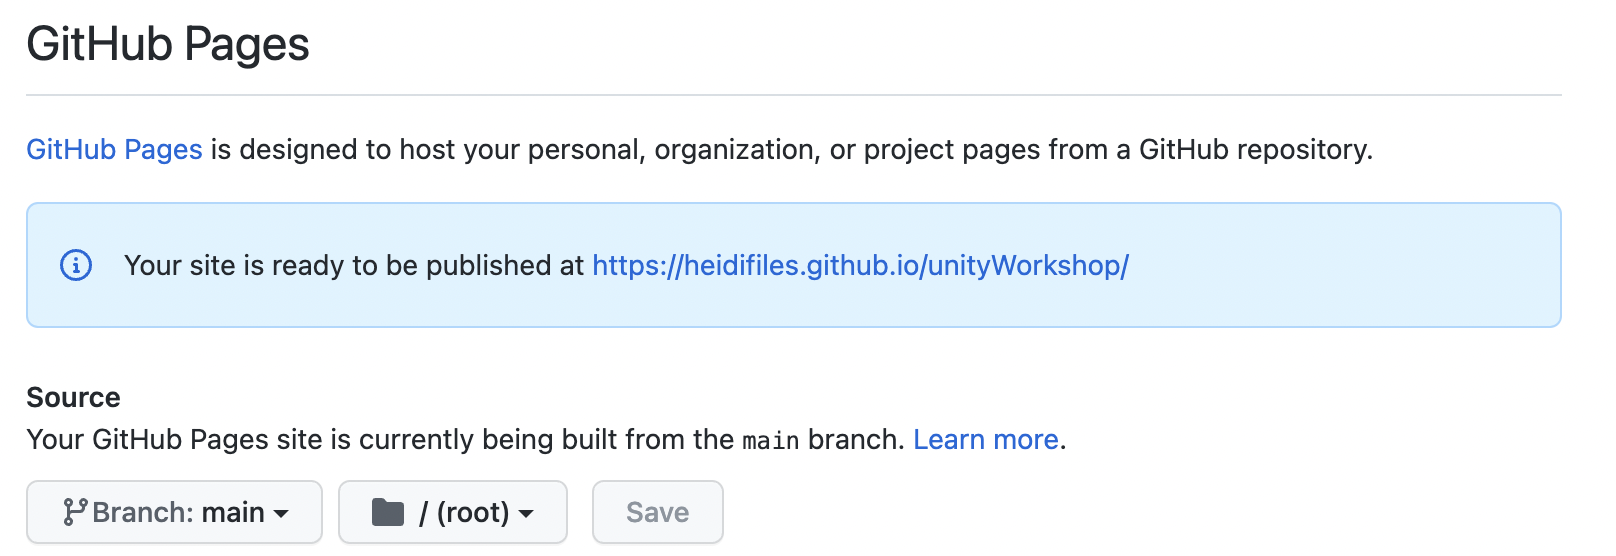 GitHub Pages
GitHub Pages is designed to host your personal, organization, or project pages from a GitHub repository.
Your site is ready to be published at https://heidifiles.github.io/unityWorkshop/
Source
Your GitHub Pages site is currently being built from the main branch. Learn more.
Branch: main / (root) Save